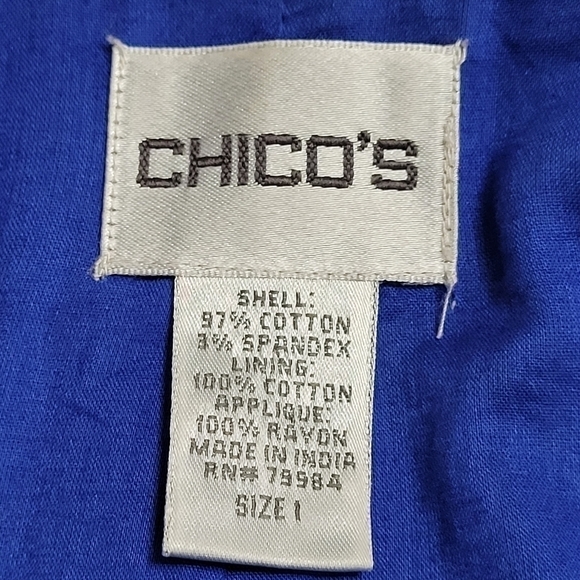 CHICO'S
SHELL:
97% COTTON
3% SPANDEX
LINING:
100% COTTON
APPLIQUE:
100% RAYON
MADE IN INDIA
RN# 79984
SIZE 1